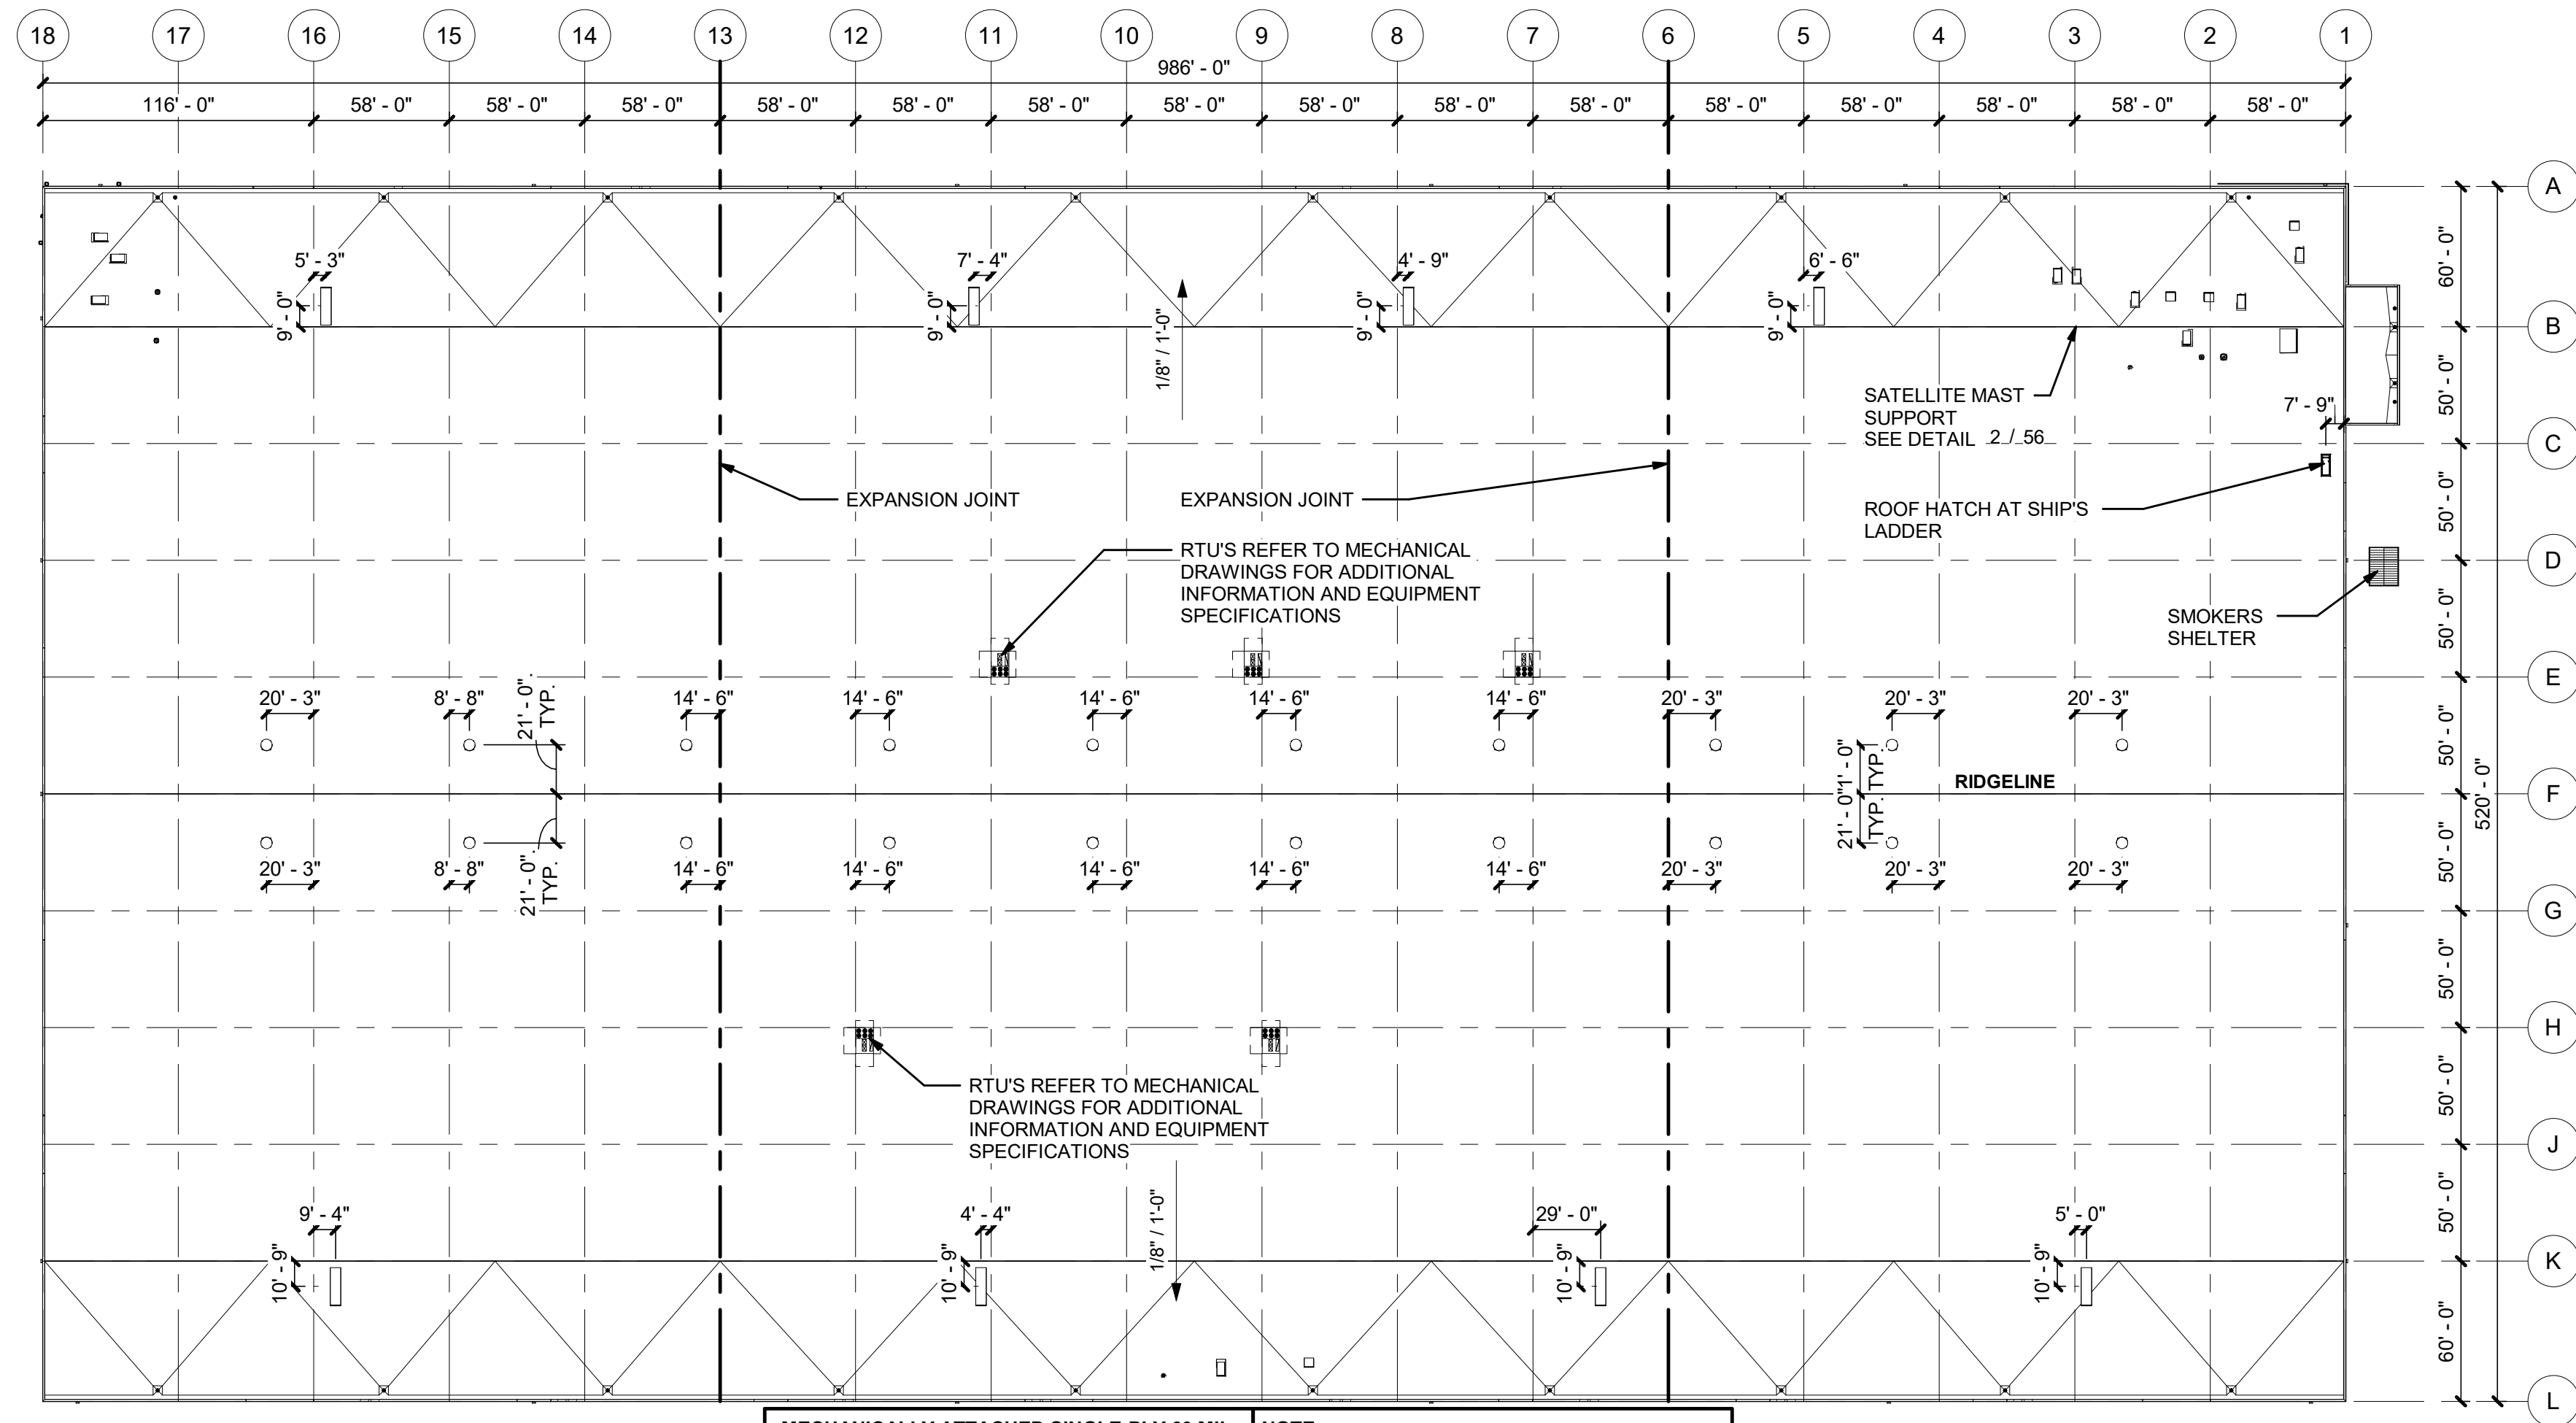 18 17 16 15 14 13 12 11 10 9 8 7 6 5 4 3 2 1
986' - 0"
116' - 0" 58' - 0" 58' - 0" 58' - 0" 58' - 0" 58' - 0" 58' - 0" 58' - 0" 58' - 0" 58' - 0" 58' - 0" 58' - 0" 58' - 0" 58' - 0" 58' - 0" 58' - 0"
A
60' - 0"
5' - 3" 7' - 4" 4' - 9" 6' - 6"
9' - 0" 9' - 0" 9' - 0" 9' - 0"
B
1/8" / 1'-0"
50' - 0"
SATELLITE MAST
SUPPORT
SEE DETAIL 2 / 56
7' - 9"
C
EXPANSION JOINT
EXPANSION JOINT
50' - 0"
ROOF HATCH AT SHIP'S
LADDER
RTU'S REFER TO MECHANICAL
DRAWINGS FOR ADDITIONAL
INFORMATION AND EQUIPMENT
SPECIFICATIONS
D
SMOKERS
SHELTER
50' - 0"
E
20' - 3" 8' - 8" 14' - 6" 14' - 6" 14' - 6" 14' - 6" 14' - 6" 20' - 3" 20' - 3" 20' - 3"
21' - 0".
TYP.
50' - 0"
21' - 0"1' - 0"
TYP. TYP.
RIDGELINE
F
520' - 0"
21' - 0".
TYP.
50' - 0"
20' - 3" 8' - 8" 14' - 6" 14' - 6" 14' - 6" 14' - 6" 14' - 6" 20' - 3" 20' - 3" 20' - 3"
G
50' - 0"
H
RTU'S REFER TO MECHANICAL
DRAWINGS FOR ADDITIONAL
INFORMATION AND EQUIPMENT
SPECIFICATIONS
50' - 0"
J
50' - 0"
9' - 4" 4' - 4" 29' - 0" 5' - 0"
1/8" / 1'-0"
K
10' - 9" 10' - 9" 10' - 9" 10' - 9"
60' - 0"
L